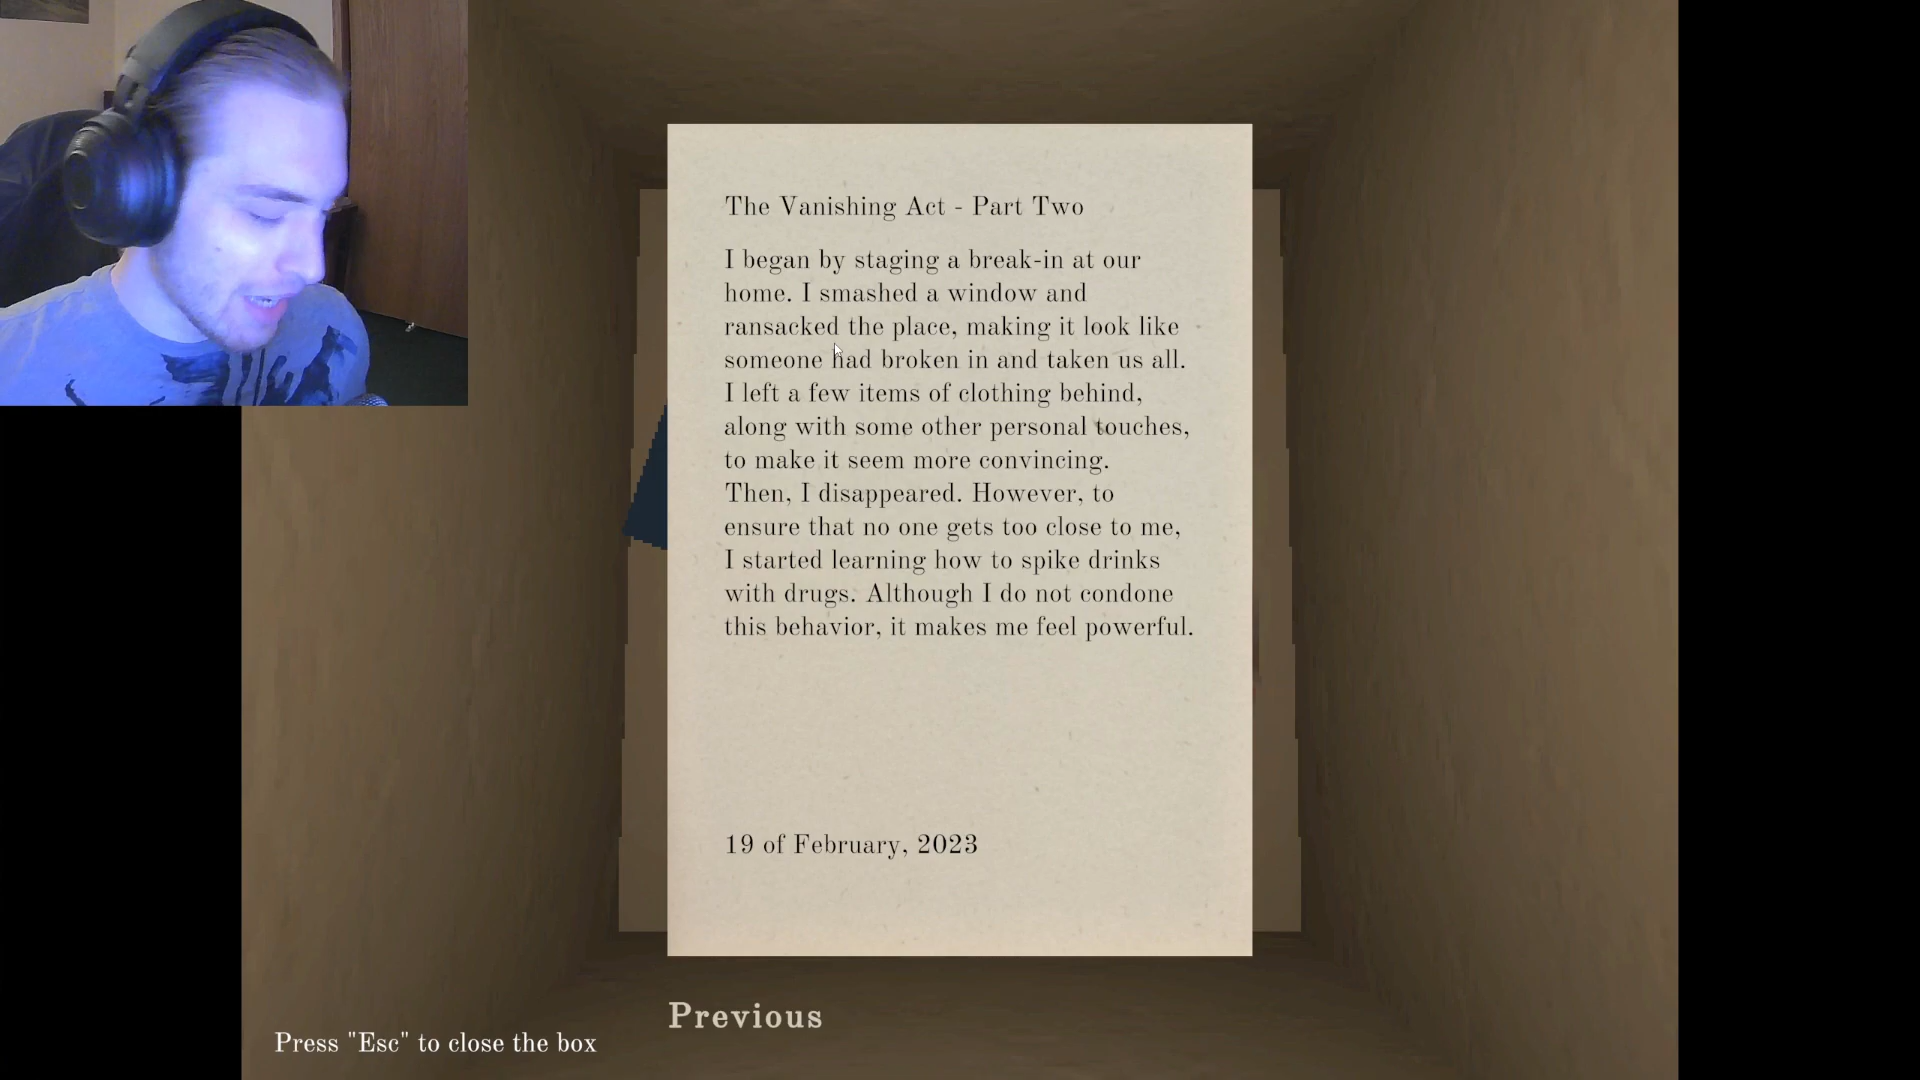 The Vanishing Act - Part Two
I began by staging a break-in at our
home. I smashed a window and
ransacked the place, making it look like
someone had broken in and taken us all.
I left a few items of clothing behind,
along with some other personal touches,
to make it seem more convincing.
Then, I disappeared. However, to
ensure that no one gets too close to me,
I started learning how to spike drinks
with drugs. Although I do not condone
this behavior, it makes me feel powerful.
19 of February, 2023
Previous
Press "Esc" to close the box